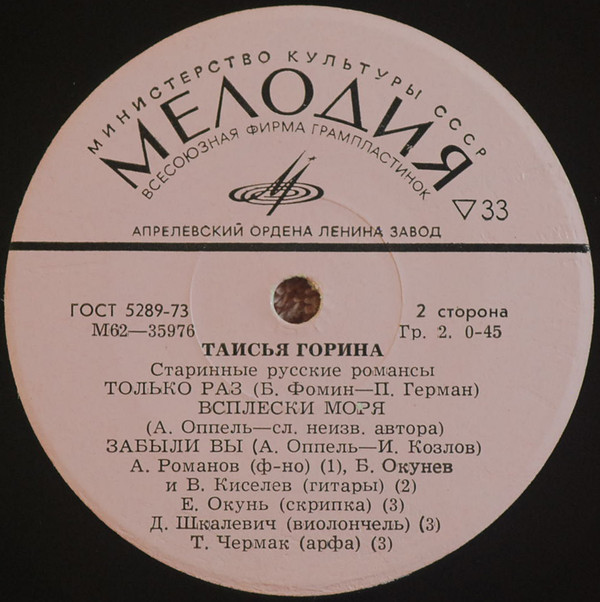 МИНИСТЕРСТВО КУЛЬТУРЫ СССР
МЕЛОДИЯ
ВСЕСОЮЗНАЯ ФИРМА ГРАМПЛАСТИНОК
▽33
АПРЕЛЕВСКИЙ ОРДЕНА ЛЕНИНА ЗАВОД
ГОСТ 5289-73 2 сторона
М62—35976 Гр. 2. 0-45
ТАИСЬЯ ГОРИНА
Старинные русские романсы
ТОЛЬКО РАЗ (Б. Фомин—П. Герман)
ВСПЛЕСКИ МОРЯ
(А. Оппель—сл. неизв. автора)
ЗАБЫЛИ ВЫ (А. Оппель—И. Козлов)
А. Романов (ф-но) (1), Б. Окунев
и В. Киселев (гитары) (2)
Е. Окунь (скрипка) (3)
Д. Шкалевич (виолончель) (3)
Т. Чермак (арфа) (3)